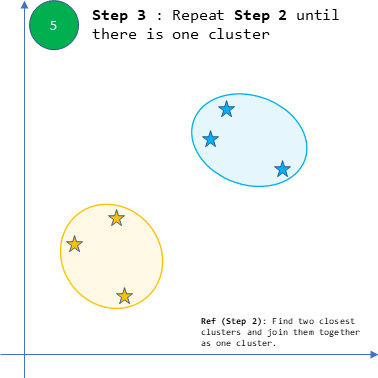 5
Step 3 : Repeat Step 2 until
there is one cluster
Ref (Step 2): Find two closest
clusters and join them together
as one cluster.